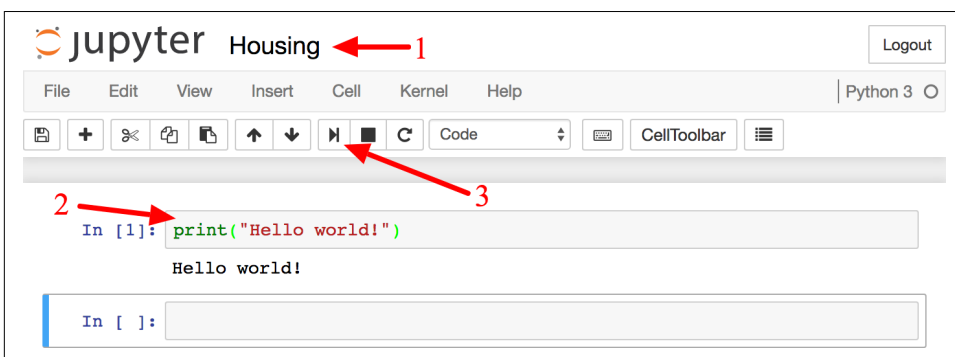 jupyter Housing 1 Logout
File Edit View Insert Cell Kernel Help Python 3
Code CellToolbar
3
2
In [1]: print("Hello world!")
Hello world!
In [ ]: